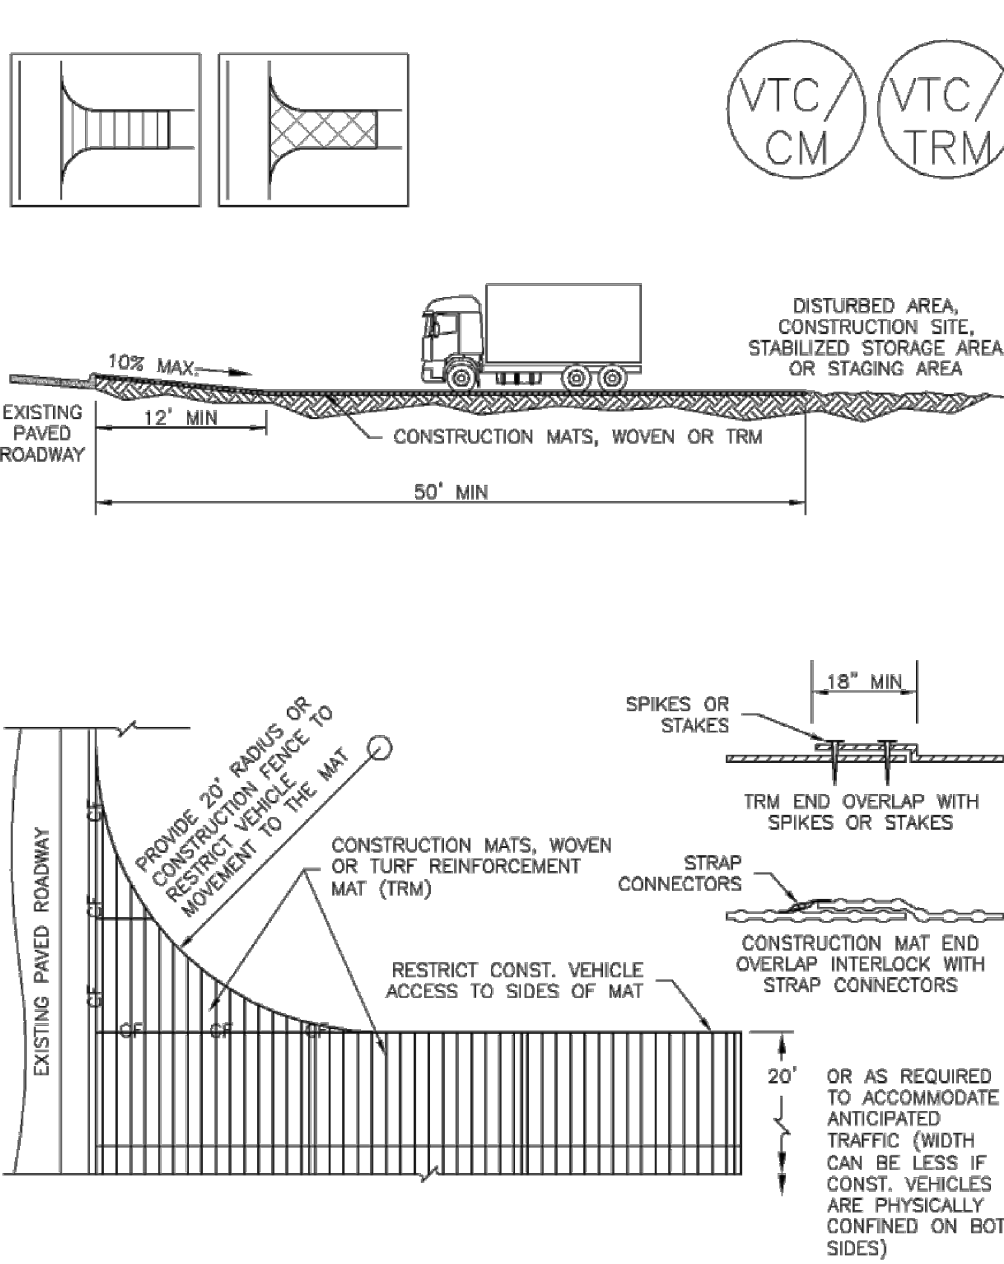 VTC/
CM
VTC/
TRM
DISTURBED AREA,
CONSTRUCTION SITE,
STABILIZED STORAGE AREA
OR STAGING AREA
10% MAX.
EXISTING
PAVED
ROADWAY
12' MIN
CONSTRUCTION MATS, WOVEN OR TRM
50' MIN
18" MIN
SPIKES OR
STAKES
TRM END OVERLAP WITH
SPIKES OR STAKES
STRAP
CONNECTORS
CONSTRUCTION MAT END
OVERLAP INTERLOCK WITH
STRAP CONNECTORS
PROVIDE 20' RADIUS OR
CONSTRUCTION FENCE TO
RESTRICT VEHICLE
MOVEMENT TO THE MAT
CONSTRUCTION MATS, WOVEN
OR TURF REINFORCEMENT
MAT (TRM)
RESTRICT CONST. VEHICLE
ACCESS TO SIDES OF MAT
EXISTING PAVED ROADWAY
CF
CF
CF
CF
CF
CF
20'
OR AS REQUIRED
TO ACCOMMODATE
ANTICIPATED
TRAFFIC (WIDTH
CAN BE LESS IF
CONST. VEHICLES
ARE PHYSICALLY
CONFINED ON BOT
SIDES)